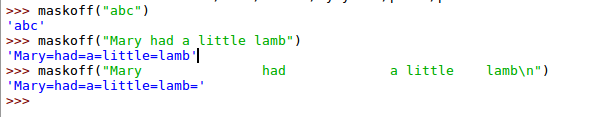 >>> maskoff("abc")
'abc'
>>> maskoff("Mary had a little lamb")
'Mary=had=a=little=lamb'
>>> maskoff("Mary               had             a little    lamb\n")
'Mary=had=a=little=lamb='
>>>